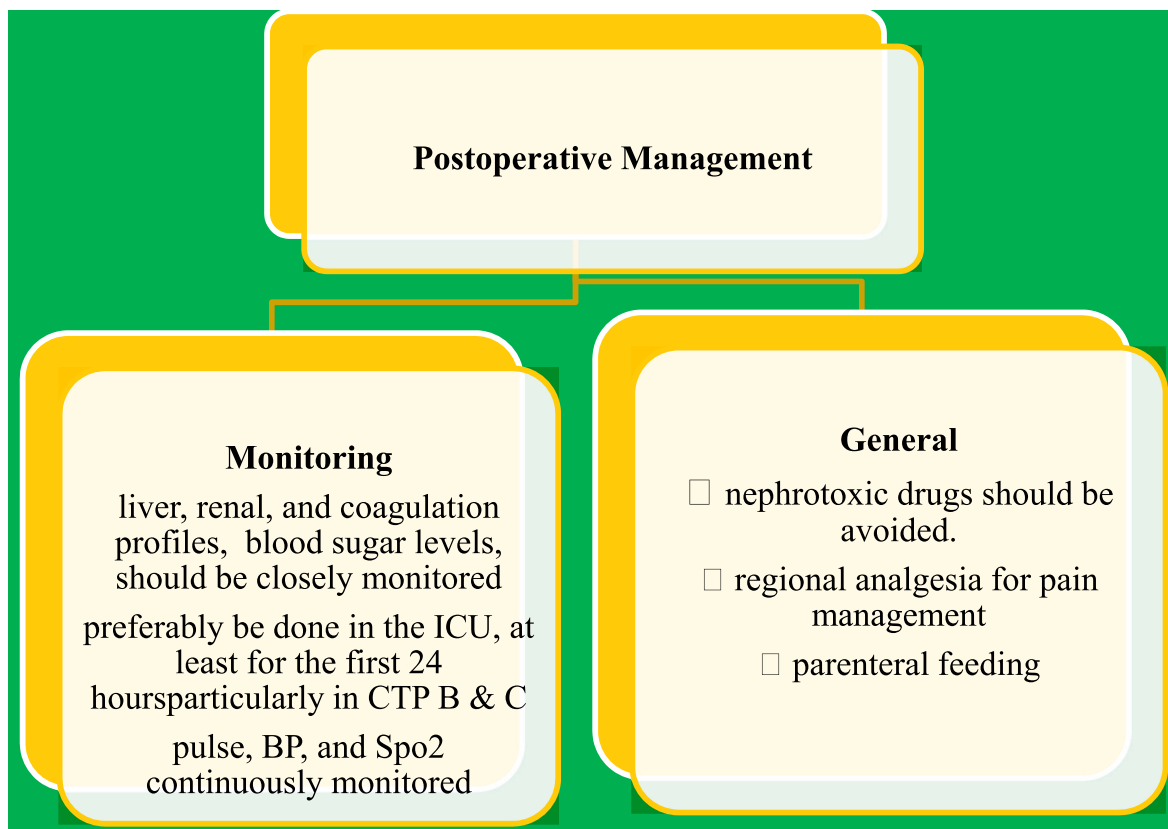 Postoperative Management
Monitoring
liver, renal, and coagulation
profiles,  blood sugar levels,
should be closely monitored
preferably be done in the ICU, at
least for the first 24
hoursparticularly in CTP B & C
pulse, BP, and Spo2
continuously monitored
General
□ nephrotoxic drugs should be
avoided.
□ regional analgesia for pain
management
□ parenteral feeding